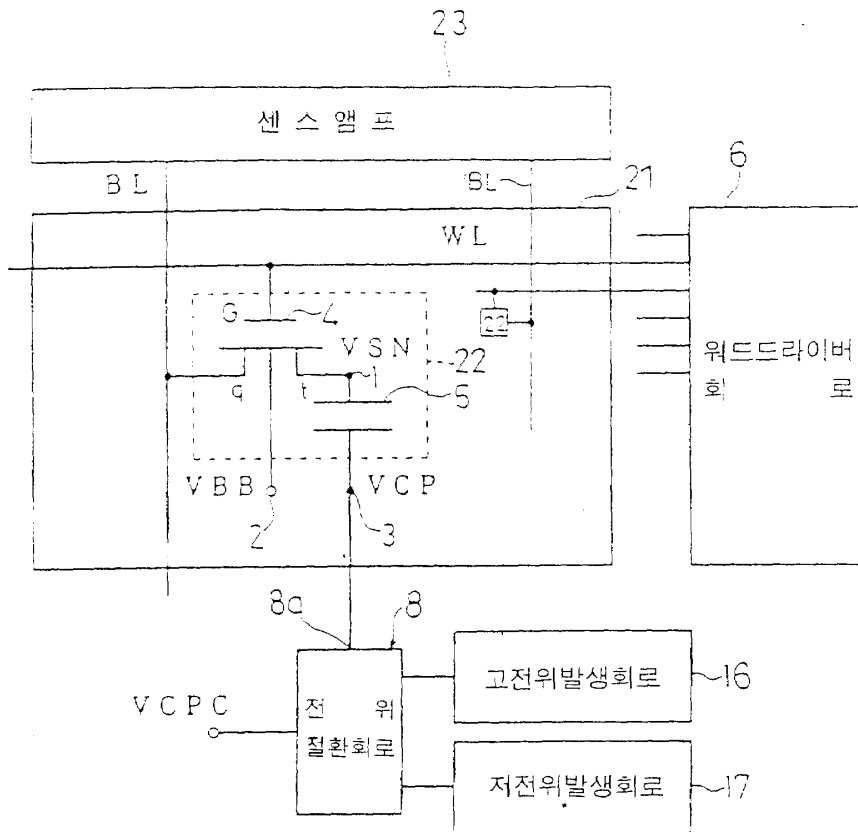 23
센 스 앰 프
BL
BL
21
6
WL
G
4
VSN
22
22
1
q
t
5
워드드라이버
회 로
VBB
VCP
2
3
8a
8
고전위발생회로
16
VCPC
전 위
절환회로
저전위발생회로
17